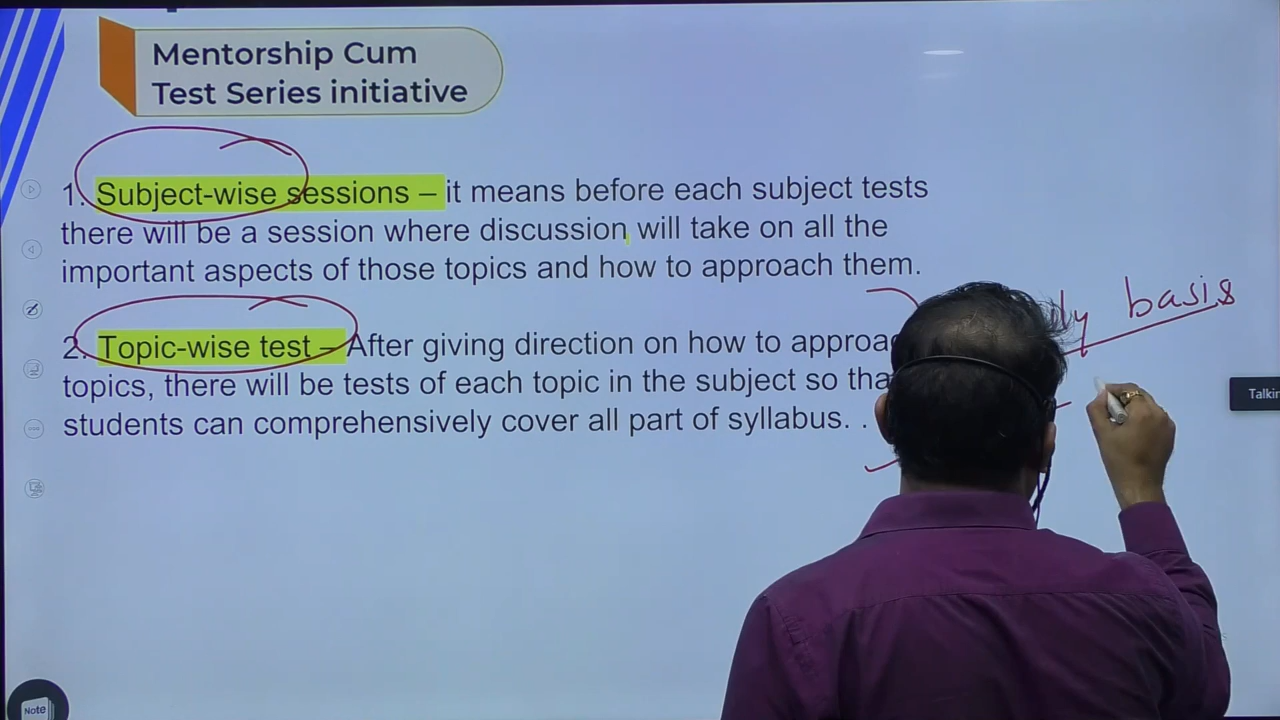 Mentorship Cum
Test Series initiative
1. Subject-wise sessions – it means before each subject tests
there will be a session where discussion will take on all the
important aspects of those topics and how to approach them.
basis
2. Topic-wise test – After giving direction on how to
topics, there will be tests of each topic in the subject so
students can comprehensively cover all part of syllabus. .
Note